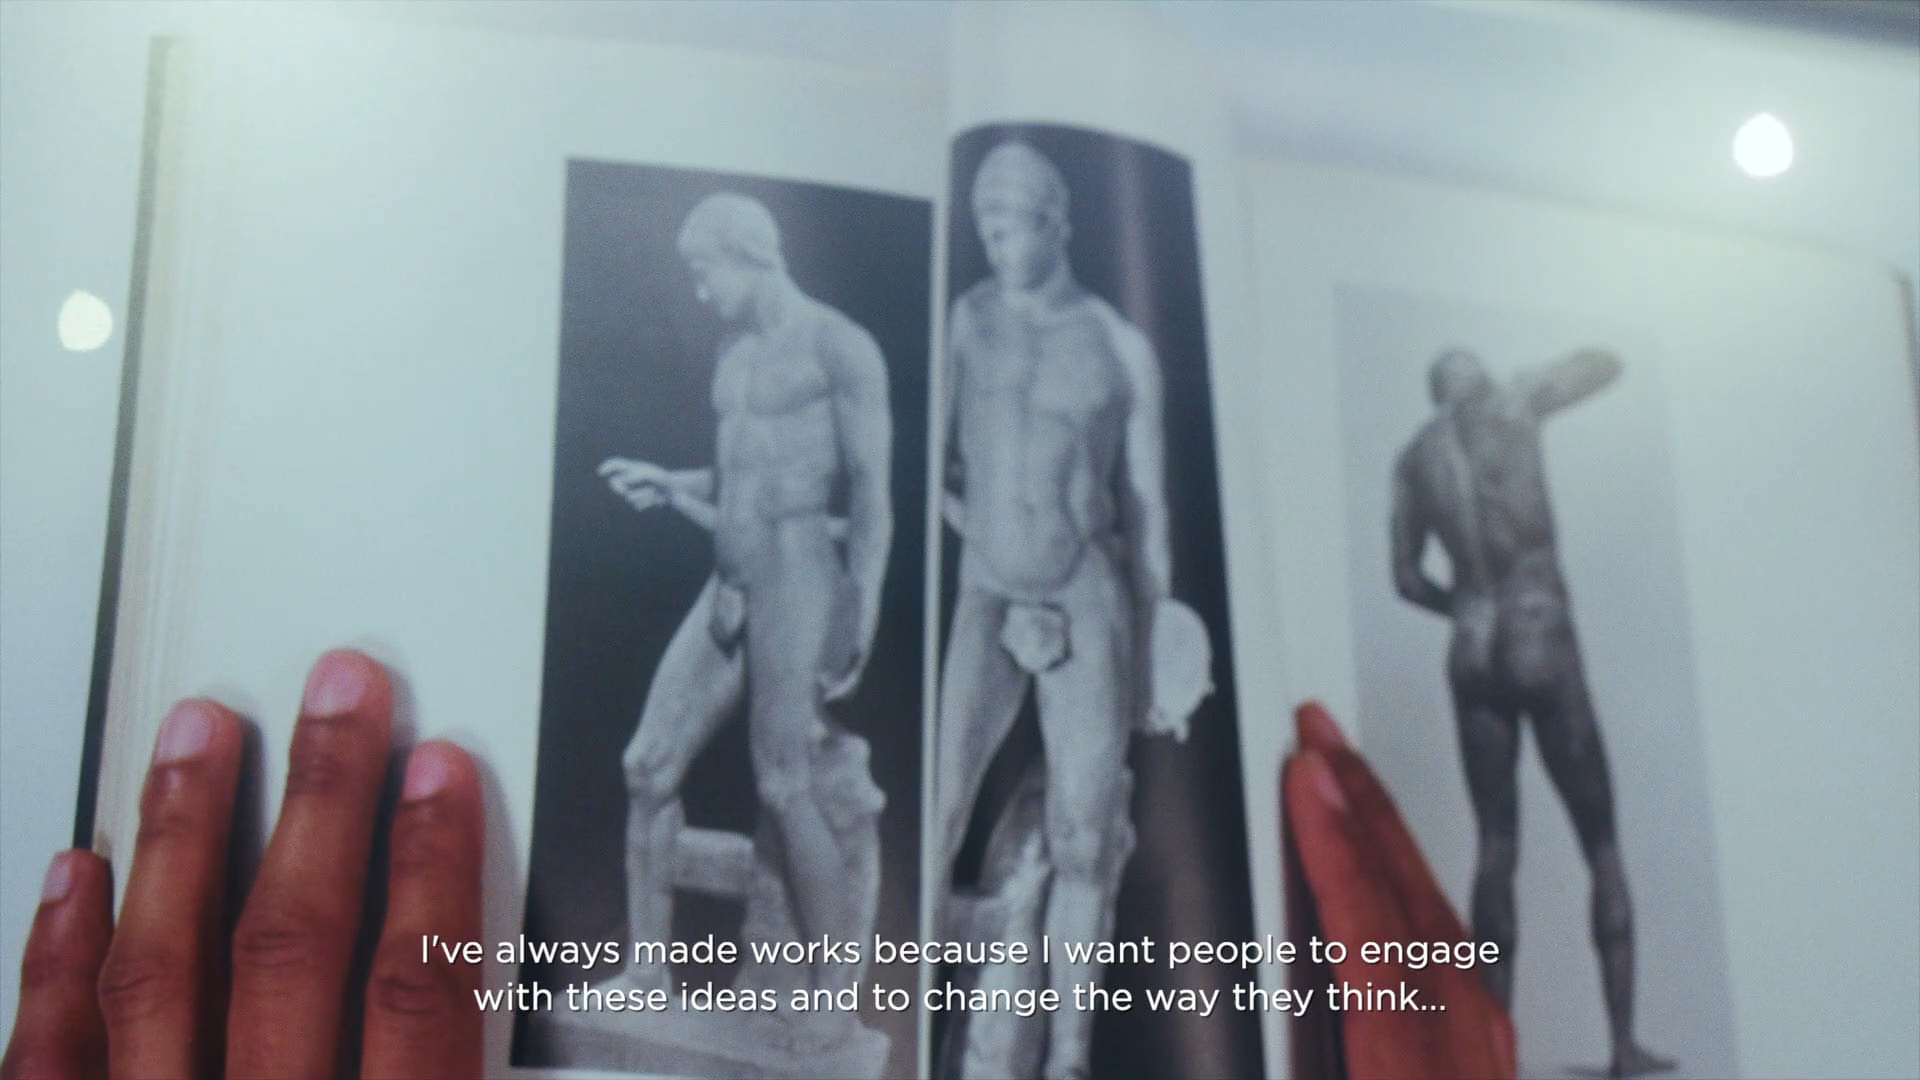 I've always made works because I want people to engage
with these ideas and to change the way they think...